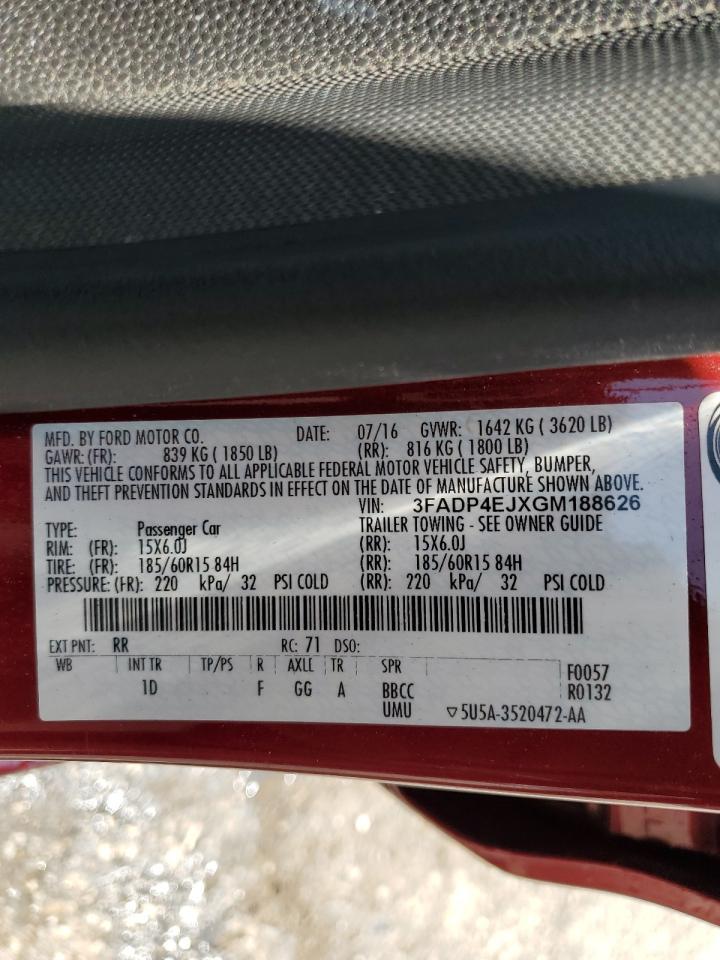 MFD. BY FORD MOTOR CO. DATE: 07/16 GVWR: 1642 KG ( 3620 LB)
GAWR: (FR): 839 KG ( 1850 LB) (RR): 816 KG ( 1800 LB)
THIS VEHICLE CONFORMS TO ALL APPLICABLE FEDERAL MOTOR VEHICLE SAFETY, BUMPER,
AND THEFT PREVENTION STANDARDS IN EFFECT ON THE DATE OF MANUFACTURE SHOWN ABOVE.
VIN: 3FADP4EJXGM188626
TYPE: Passenger Car TRAILER TOWING - SEE OWNER GUIDE
RIM: (FR): 15X6.0J (RR): 15X6.0J
TIRE: (FR): 185/60R15 84H (RR): 185/60R15 84H
PRESSURE: (FR): 220 kPa/ 32 PSI COLD (RR): 220 kPa/ 32 PSI COLD
EXT PNT: RR RC: 71 DSO:
WB INT TR TP/PS R AXLE TR SPR F0057
1D F GG A BBCC R0132
UMU ▽5U5A-3520472-AA